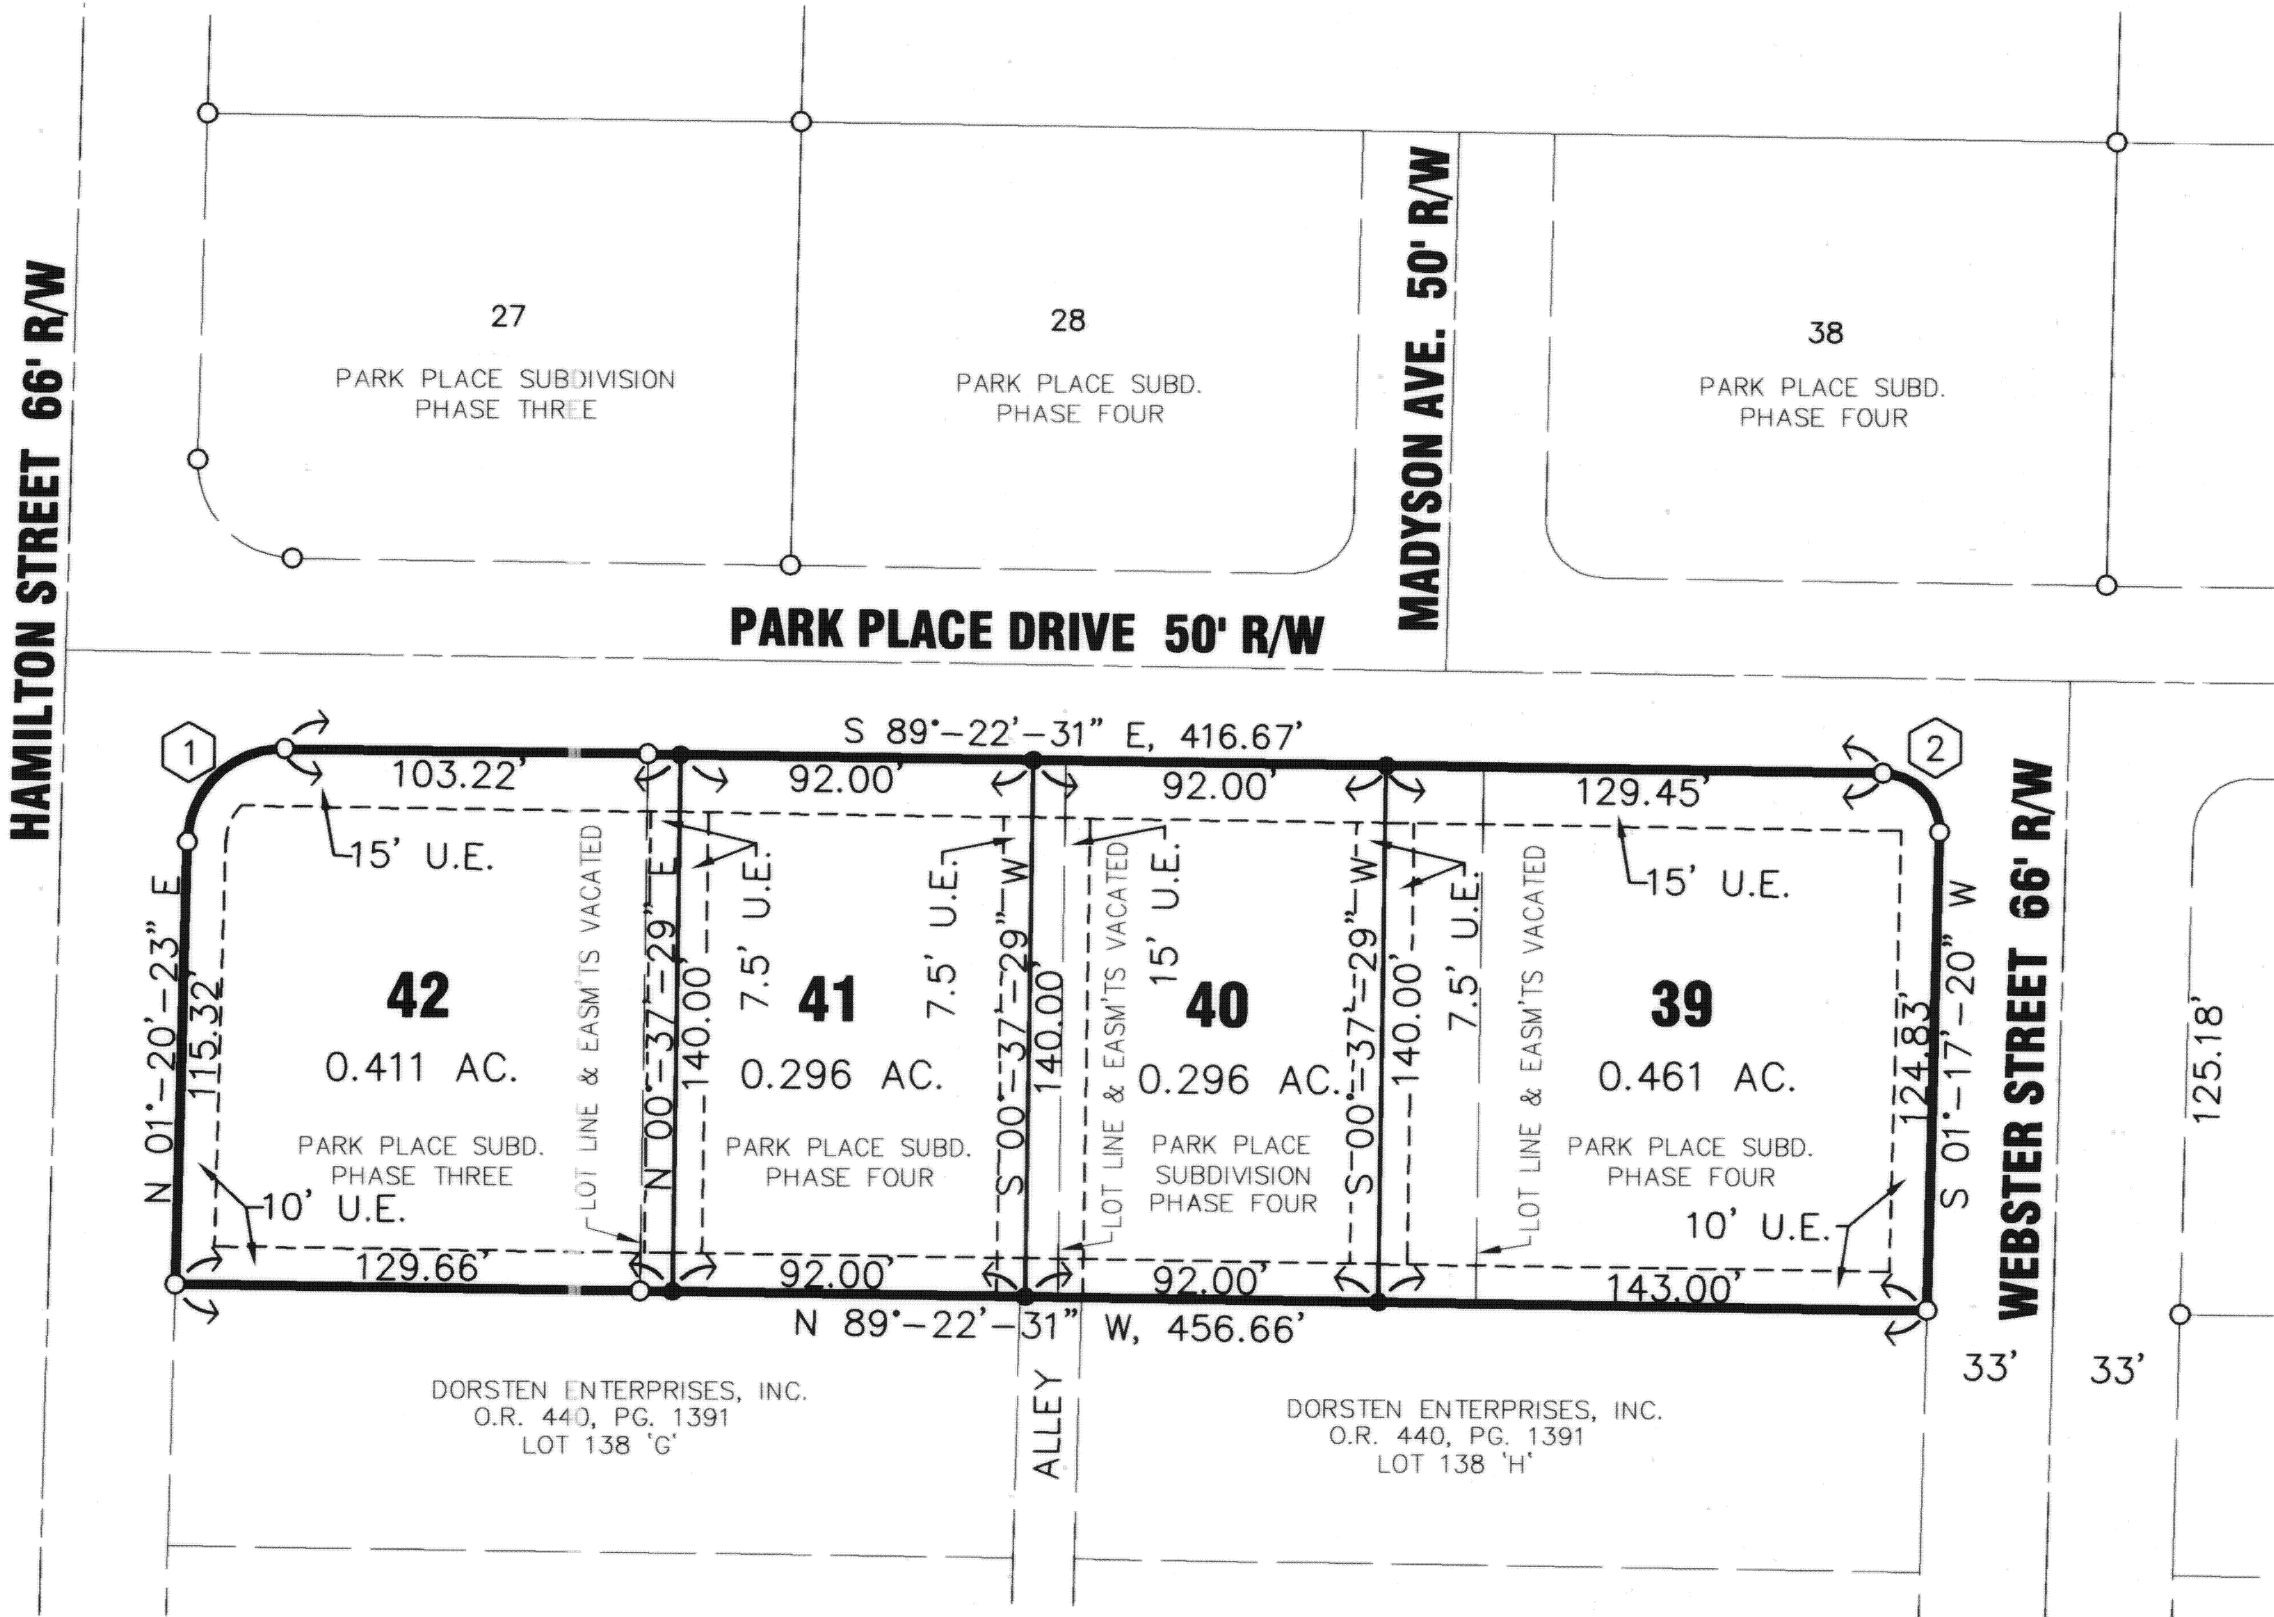 HAMILTON STREET 66' R/W
27
PARK PLACE SUBDIVISION
PHASE THREE
28
PARK PLACE SUBD.
PHASE FOUR
MADYSON AVE. 50' R/W
38
PARK PLACE SUBD.
PHASE FOUR
PARK PLACE DRIVE 50' R/W
1
S 89°-22'-31" E, 416.67'
2
103.22'
92.00'
92.00'
129.45'
N 01°-20'-23" E
115.32'
15' U.E.
42
0.411 AC.
PARK PLACE SUBD.
PHASE THREE
10' U.E.
129.66'
LOT LINE & EASM'TS VACATED
N 00°-37'-29" E
140.00'
7.5' U.E.
41
0.296 AC.
PARK PLACE SUBD.
PHASE FOUR
92.00'
7.5' U.E.
S 00°-37'-29" W
140.00'
LOT LINE & EASM'TS VACATED
15' U.E.
40
0.296 AC.
PARK PLACE
SUBDIVISION
PHASE FOUR
92.00'
S 00°-37'-29" W
140.00'
7.5' U.E.
LOT LINE & EASM'TS VACATED
15' U.E.
39
0.461 AC.
PARK PLACE SUBD.
PHASE FOUR
10' U.E.
143.00'
124.83'
S 01°-17'-20" W
WEBSTER STREET 66' R/W
125.18'
N 89°-22'-31" W, 456.66'
33'
33'
DORSTEN ENTERPRISES, INC.
O.R. 440, PG. 1391
LOT 138 'G'
ALLEY
DORSTEN ENTERPRISES, INC.
O.R. 440, PG. 1391
LOT 138 'H'